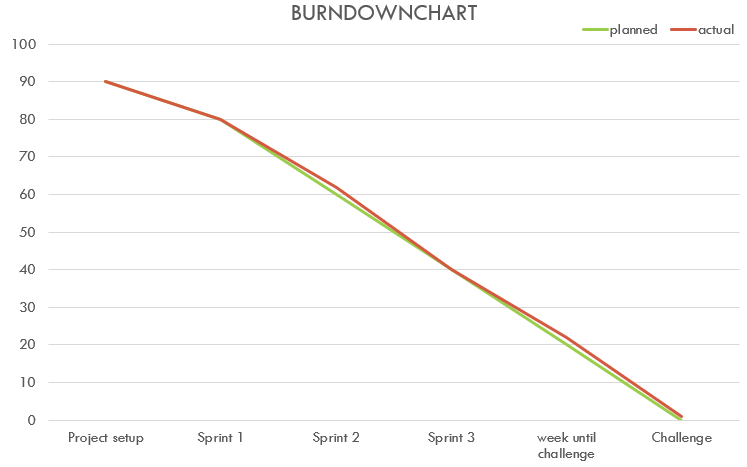 BURNDOWNCHART
planned
actual
100
90
80
70
60
50
40
30
20
10
0
Project setup
Sprint 1
Sprint 2
Sprint 3
week until
challenge
Challenge